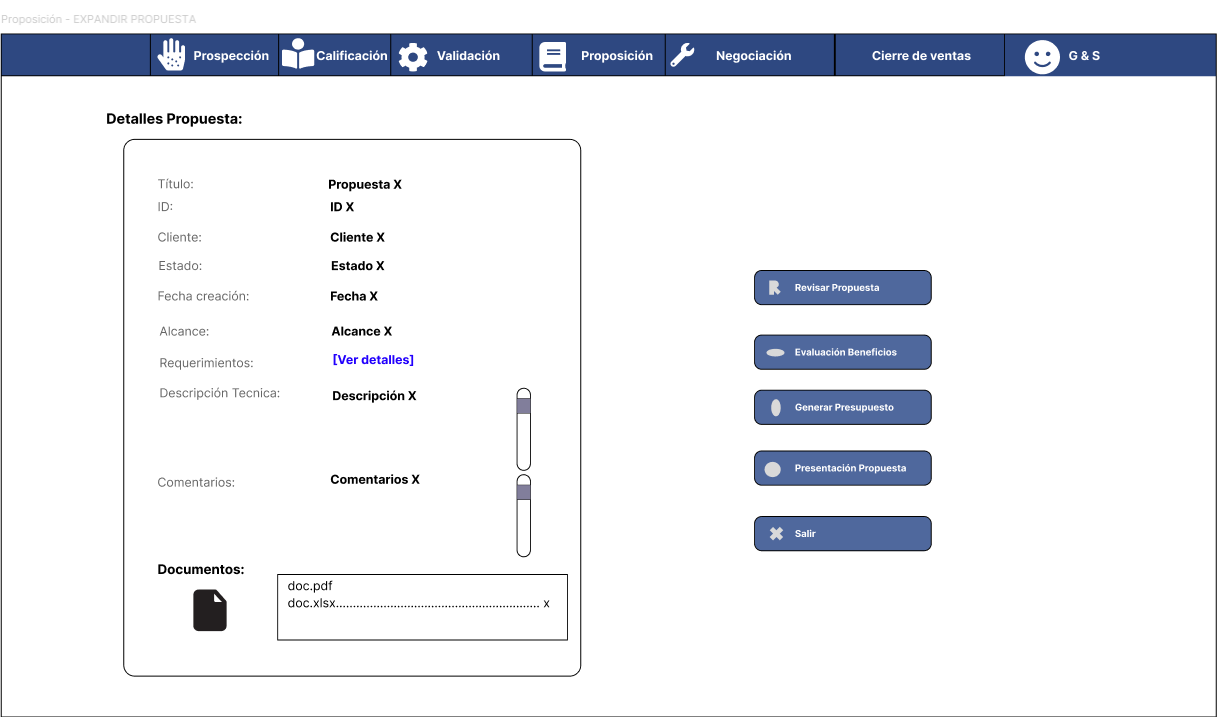 Proposición - EXPANDIR PROPUESTA
Prospección Calificación Validación Proposición Negociación Cierre de ventas G & S
Detalles Propuesta:
Título: Propuesta X
ID: ID X
Cliente: Cliente X
Estado: Estado X
Fecha creación: Fecha X
Alcance: Alcance X
Requerimientos: [Ver detalles]
Descripción Tecnica: Descripción X
Comentarios: Comentarios X
Documentos:
doc.pdf
doc.xlsx............................................................ x
Revisar Propuesta
Evaluación Beneficios
Generar Presupuesto
Presentación Propuesta
Salir